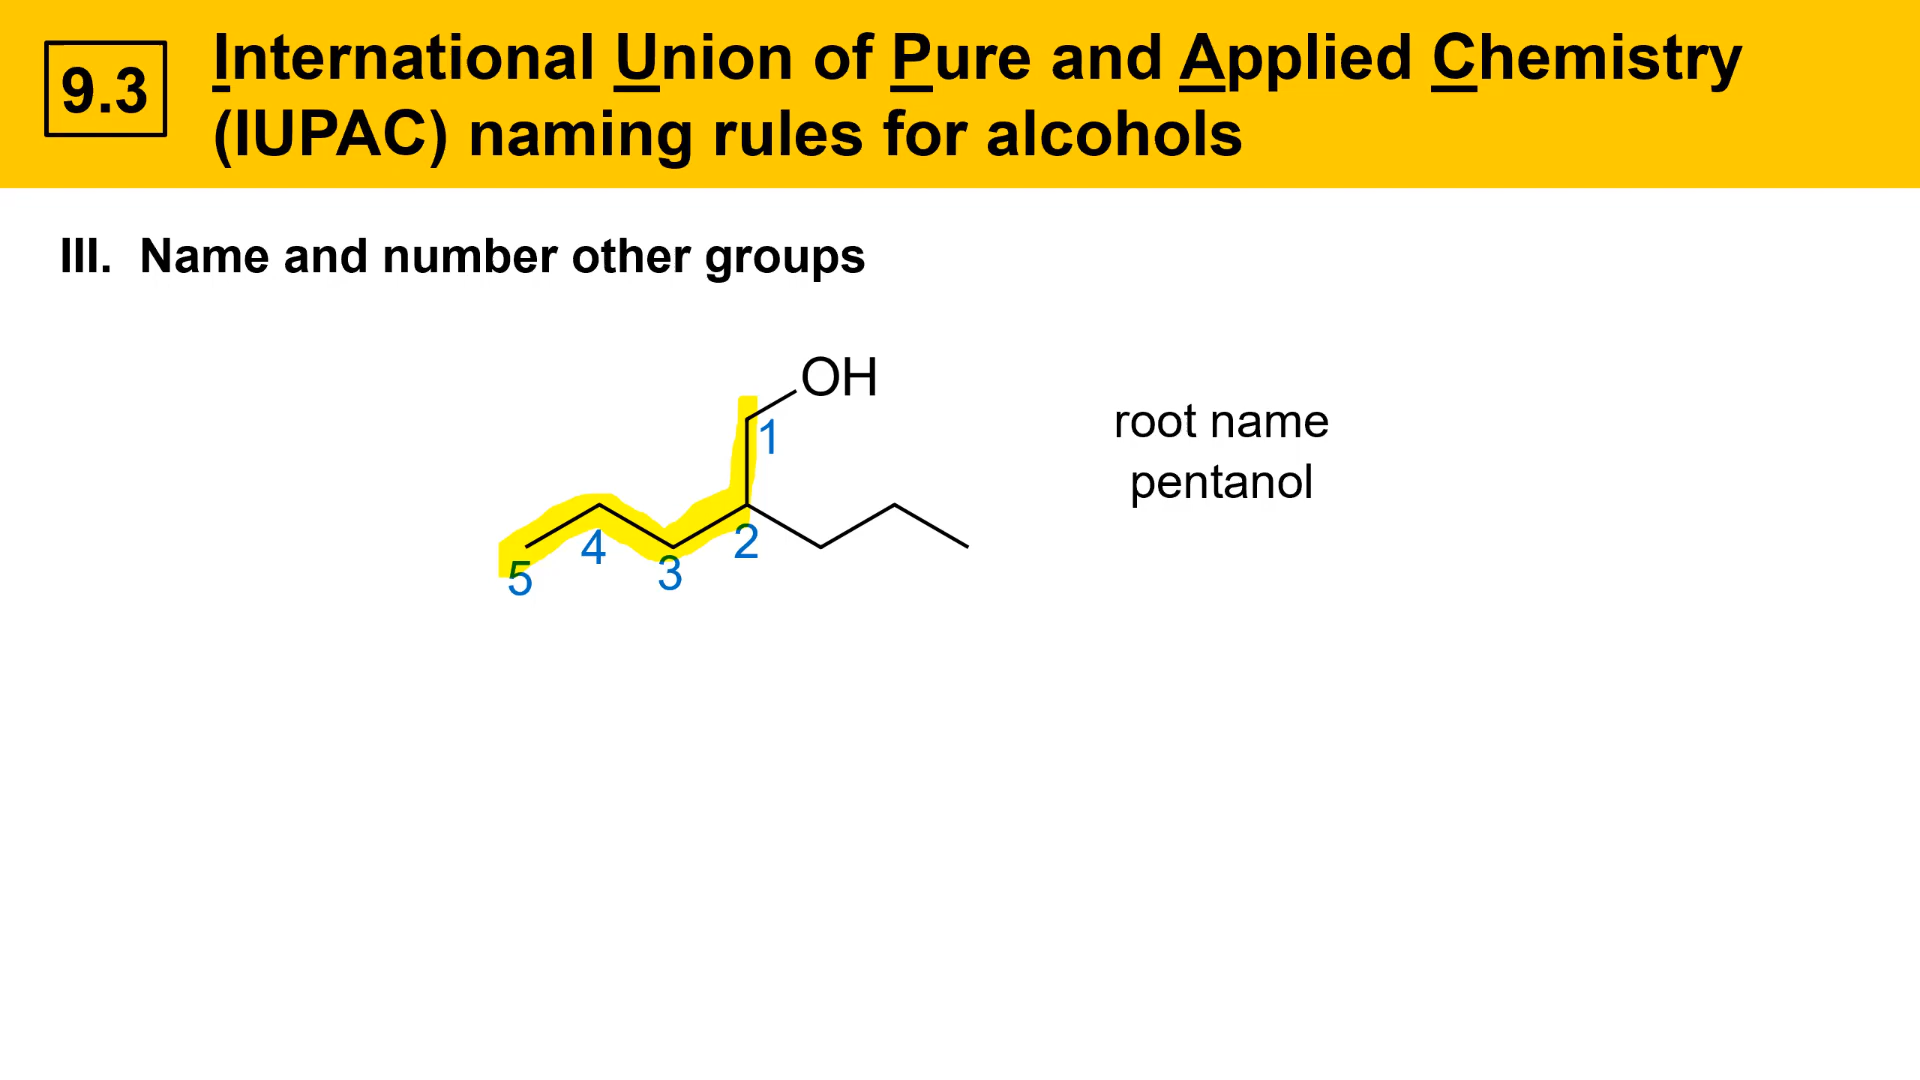 9.3
International Union of Pure and Applied Chemistry
(IUPAC) naming rules for alcohols
III. Name and number other groups
OH
1
root name
pentanol
2
4
3
5